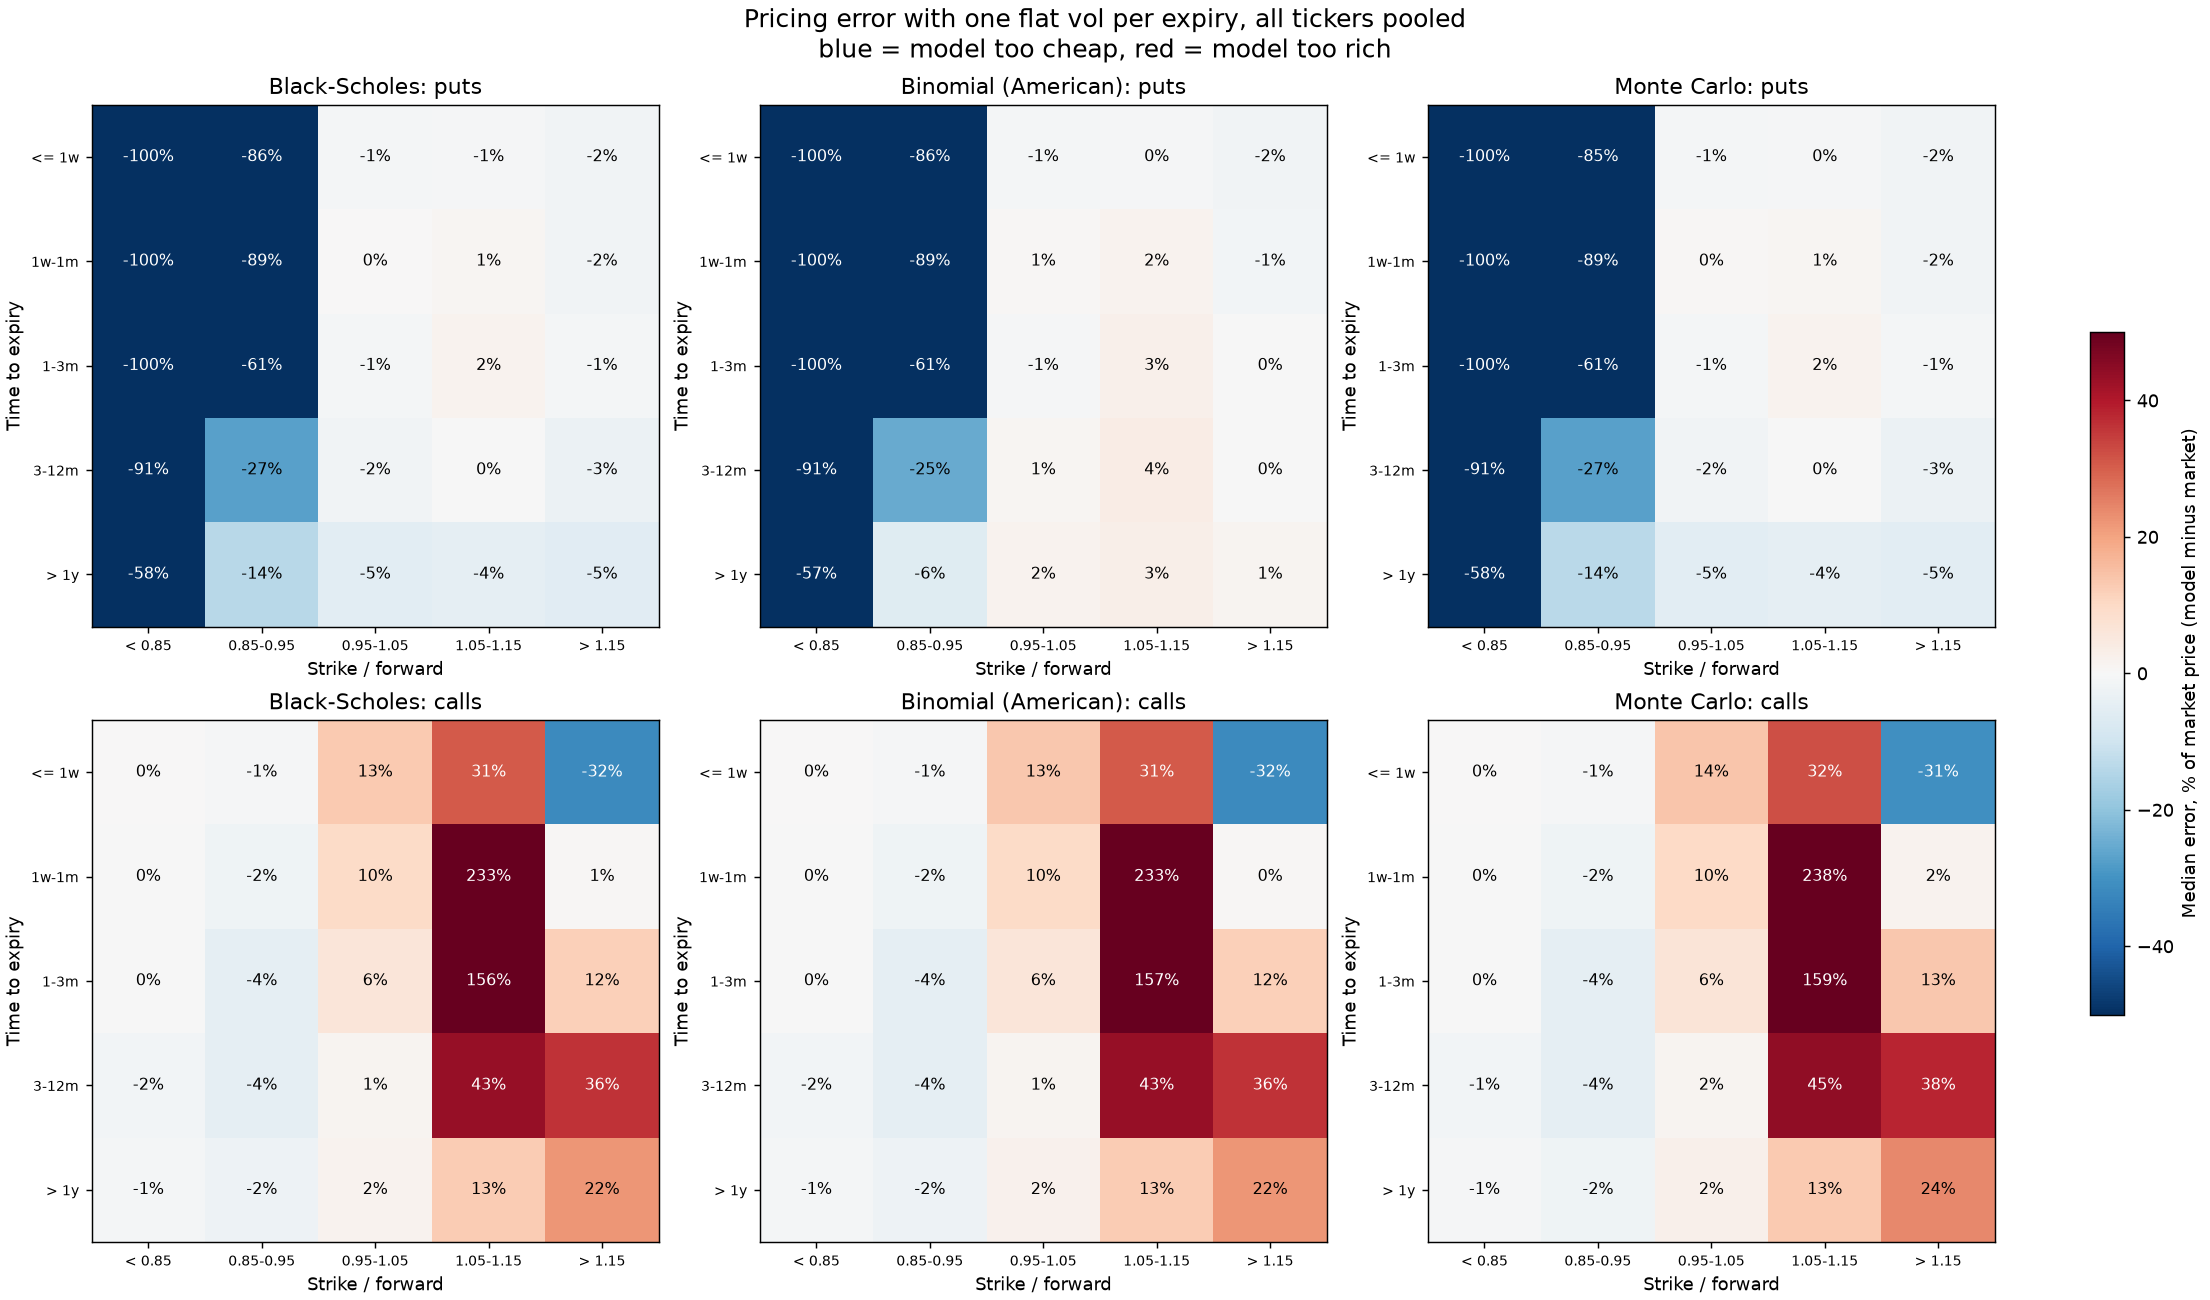 Pricing error with one flat vol per expiry, all tickers pooled
blue = model too cheap, red = model too rich
Black-Scholes: puts
Time to expiry
<= 1w -100% -86% -1% -1% -2%
1w-1m -100% -89% 0% 1% -2%
1-3m -100% -61% -1% 2% -1%
3-12m -91% -27% -2% 0% -3%
> 1y -58% -14% -5% -4% -5%
< 0.85 0.85-0.95 0.95-1.05 1.05-1.15 > 1.15
Strike / forward
Binomial (American): puts
Time to expiry
<= 1w -100% -86% -1% 0% -2%
1w-1m -100% -89% 1% 2% -1%
1-3m -100% -61% -1% 3% 0%
3-12m -91% -25% 1% 4% 0%
> 1y -57% -6% 2% 3% 1%
< 0.85 0.85-0.95 0.95-1.05 1.05-1.15 > 1.15
Strike / forward
Monte Carlo: puts
Time to expiry
<= 1w -100% -85% -1% 0% -2%
1w-1m -100% -89% 0% 1% -2%
1-3m -100% -61% -1% 2% -1%
3-12m -91% -27% -2% 0% -3%
> 1y -58% -14% -5% -4% -5%
< 0.85 0.85-0.95 0.95-1.05 1.05-1.15 > 1.15
Strike / forward
Black-Scholes: calls
Time to expiry
<= 1w 0% -1% 13% 31% -32%
1w-1m 0% -2% 10% 233% 1%
1-3m 0% -4% 6% 156% 12%
3-12m -2% -4% 1% 43% 36%
> 1y -1% -2% 2% 13% 22%
< 0.85 0.85-0.95 0.95-1.05 1.05-1.15 > 1.15
Strike / forward
Binomial (American): calls
Time to expiry
<= 1w 0% -1% 13% 31% -32%
1w-1m 0% -2% 10% 233% 0%
1-3m 0% -4% 6% 157% 12%
3-12m -2% -4% 1% 43% 36%
> 1y -1% -2% 2% 13% 22%
< 0.85 0.85-0.95 0.95-1.05 1.05-1.15 > 1.15
Strike / forward
Monte Carlo: calls
Time to expiry
<= 1w 0% -1% 14% 32% -31%
1w-1m 0% -2% 10% 238% 2%
1-3m 0% -4% 6% 159% 13%
3-12m -1% -4% 2% 45% 38%
> 1y -1% -2% 2% 13% 24%
< 0.85 0.85-0.95 0.95-1.05 1.05-1.15 > 1.15
Strike / forward
40
20
0
−20
−40
Median error, % of market price (model minus market)